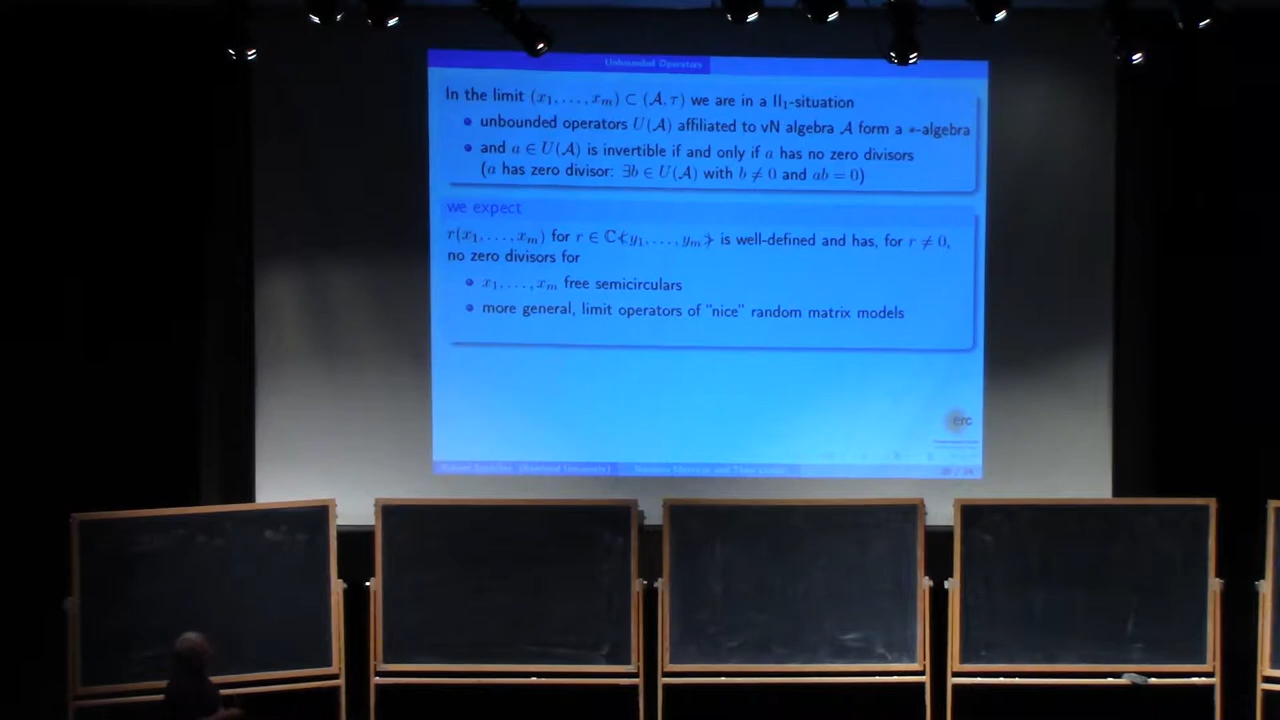 Unbounded Operators
In the limit (x₁, . . . , xₘ) ⊂ (𝒜, τ) we are in a II₁-situation
• unbounded operators U(𝒜) affiliated to vN algebra 𝒜 form a ∗-algebra
• and a ∈ U(𝒜) is invertible if and only if a has no zero divisors
(a has zero divisor: ∃b ∈ U(𝒜) with b ≠ 0 and ab = 0)
we expect
r(x₁, . . . , xₘ) for r ∈ ℂ⦓y₁, . . . , yₘ⦔ is well-defined and has, for r ≠ 0,
no zero divisors for
• x₁, . . . , xₘ free semicirculars
• more general, limit operators of "nice" random matrix models
erc
(Saarland University)